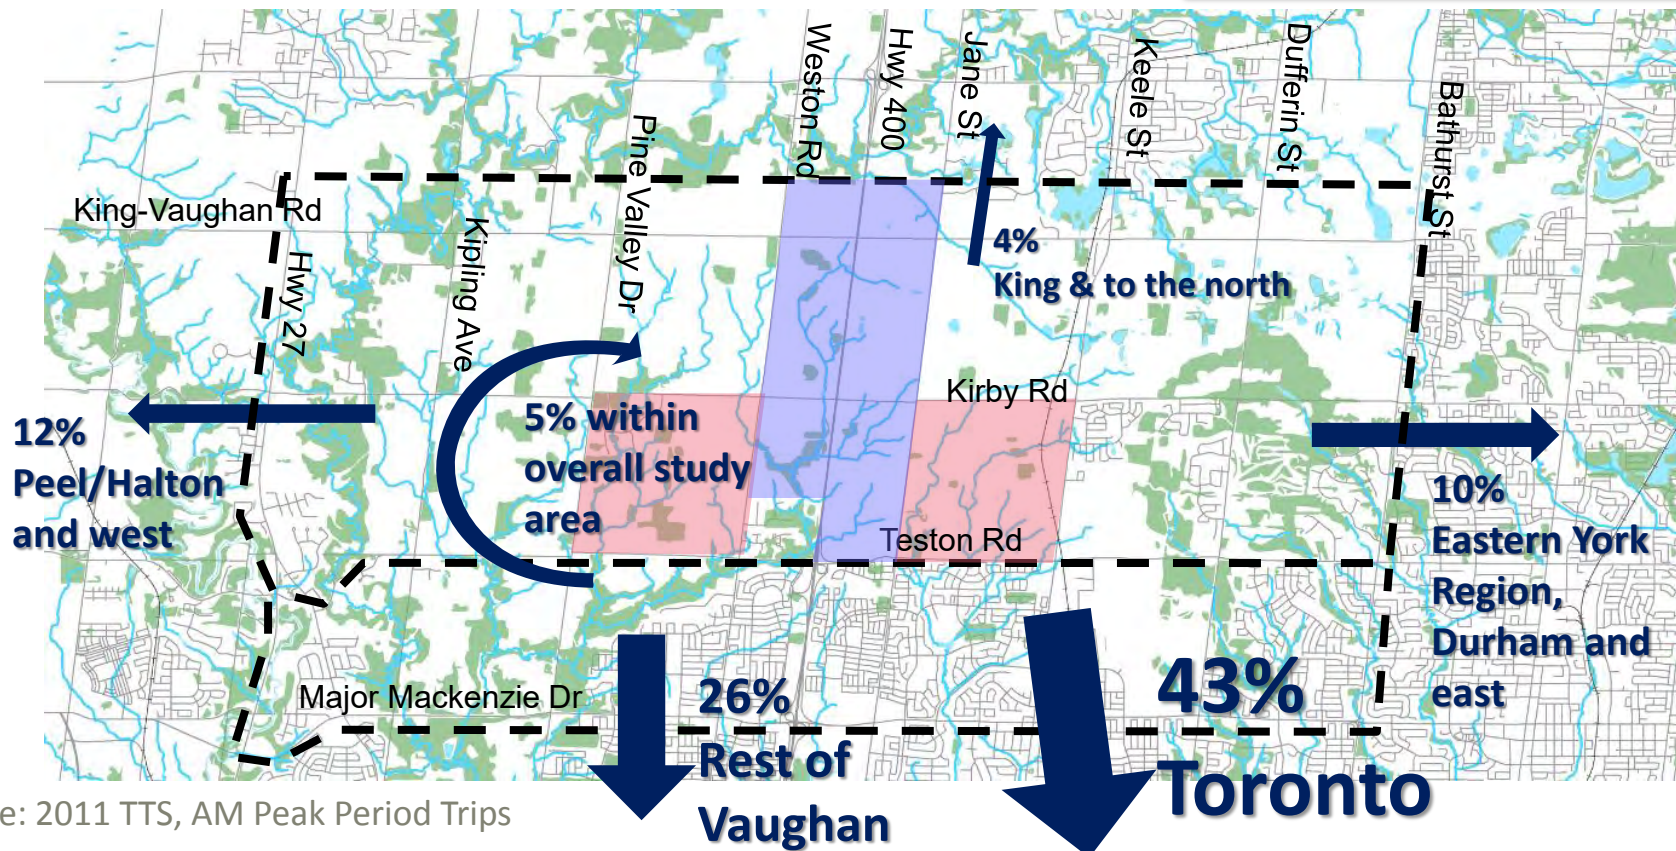 Weston Rd
Hwy 400
Jane St
Keele St
Dufferin St
Bathurst St
Pine Valley Dr
King-Vaughan Rd
Kipling Ave
Hwy 27
4%
King & to the north
Kirby Rd
5% within
overall study
area
12%
Peel/Halton
and west
10%
Eastern York
Region,
Durham and
east
Teston Rd
Major Mackenzie Dr
26%
Rest of
Vaughan
43%
Toronto
e: 2011 TTS, AM Peak Period Trips